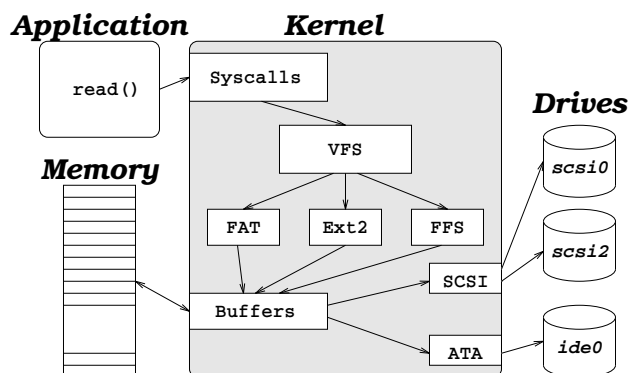 Application
Kernel
read()
Syscalls
Drives
VFS
scsi0
Memory
FAT
Ext2
FFS
scsi2
SCSI
Buffers
ATA
ide0